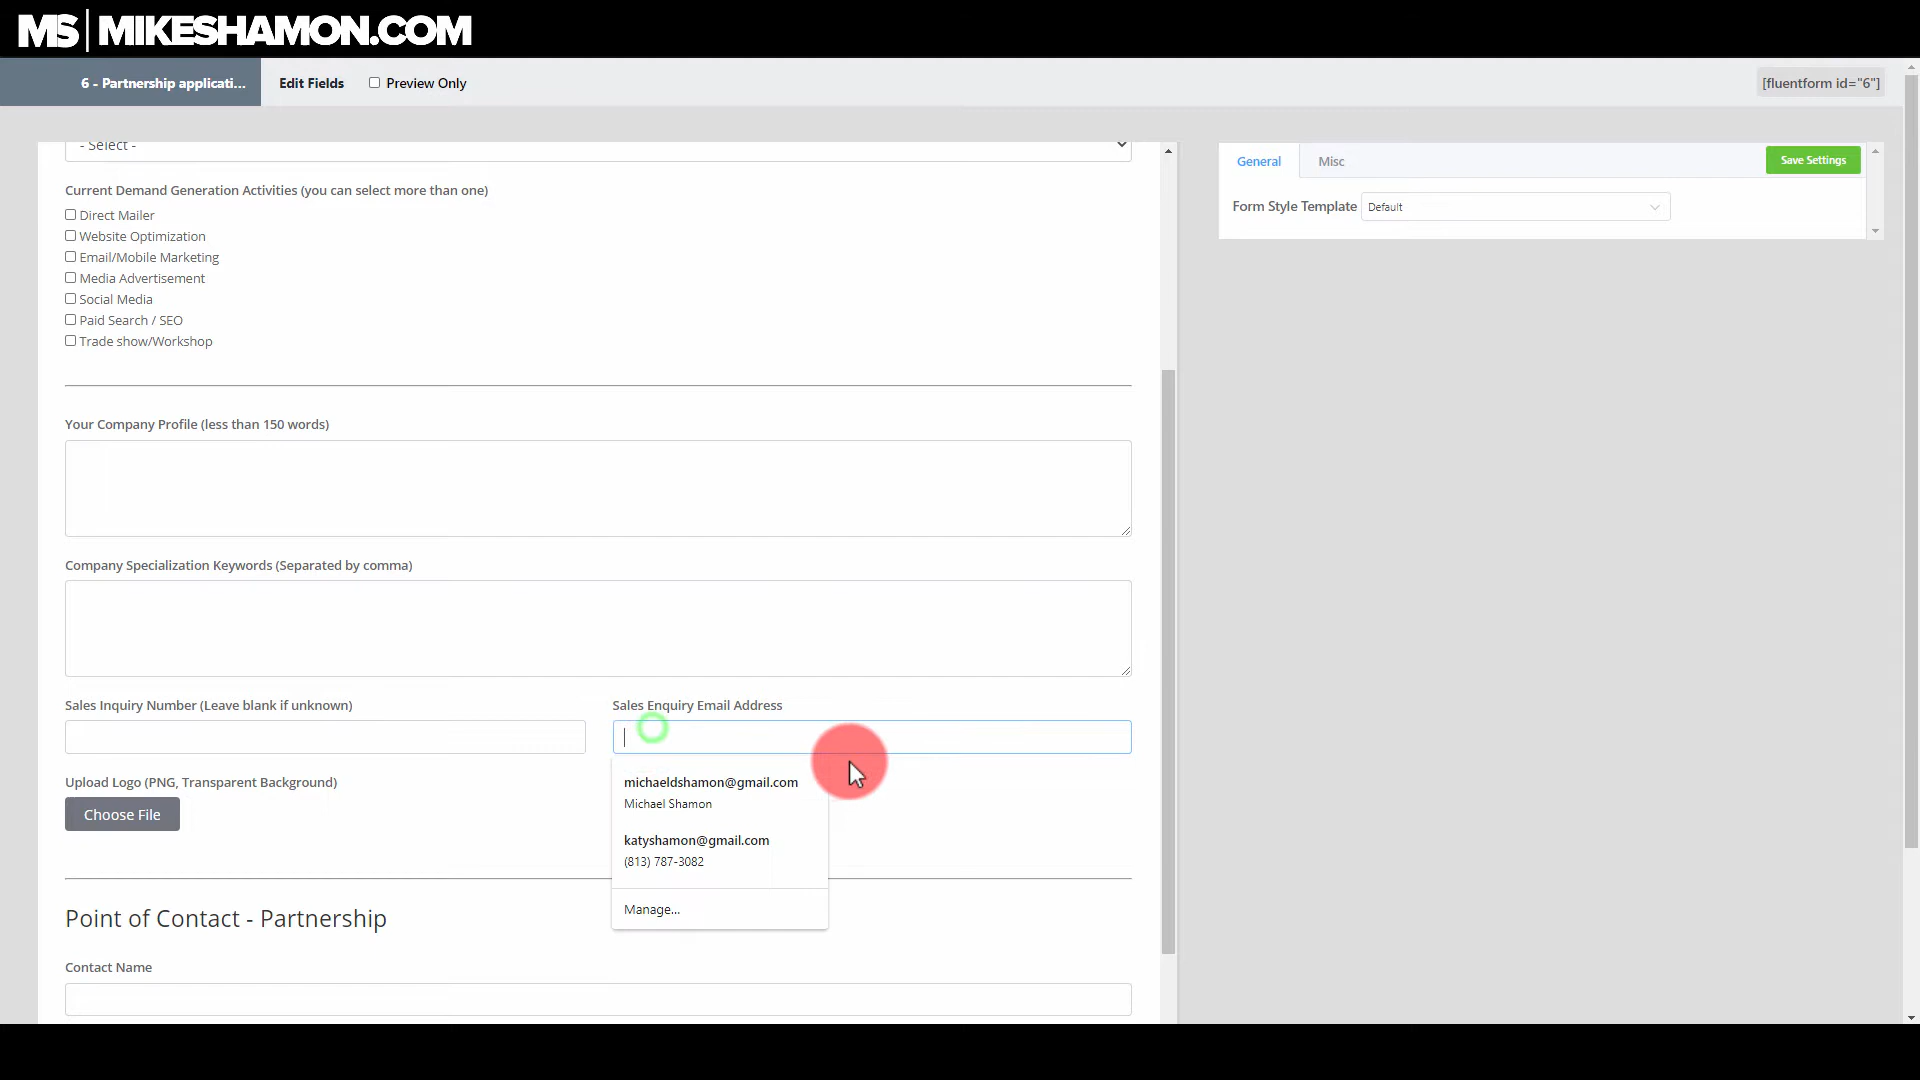 MS | MIKESHAMON.COM
6 - Partnership applicati...
Edit Fields
Preview Only
[fluentform id="6"]
- Select -
General
Misc
Save Settings
Form Style Template
Default
Current Demand Generation Activities (you can select more than one)
Direct Mailer
Website Optimization
Email/Mobile Marketing
Media Advertisement
Social Media
Paid Search / SEO
Trade show/Workshop
Your Company Profile (less than 150 words)
Company Specialization Keywords (Separated by comma)
Sales Inquiry Number (Leave blank if unknown)
Sales Enquiry Email Address
Upload Logo (PNG, Transparent Background)
Choose File
michaeldshamon@gmail.com
Michael Shamon
katyshamon@gmail.com
(813) 787-3082
Manage...
Point of Contact - Partnership
Contact Name